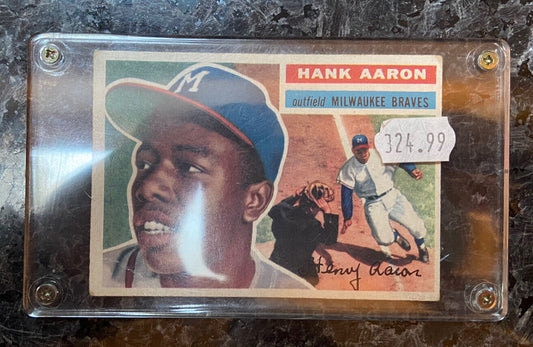 M
HANK AARON
outfield MILWAUKEE BRAVES
324.99
M
Henry Aaron